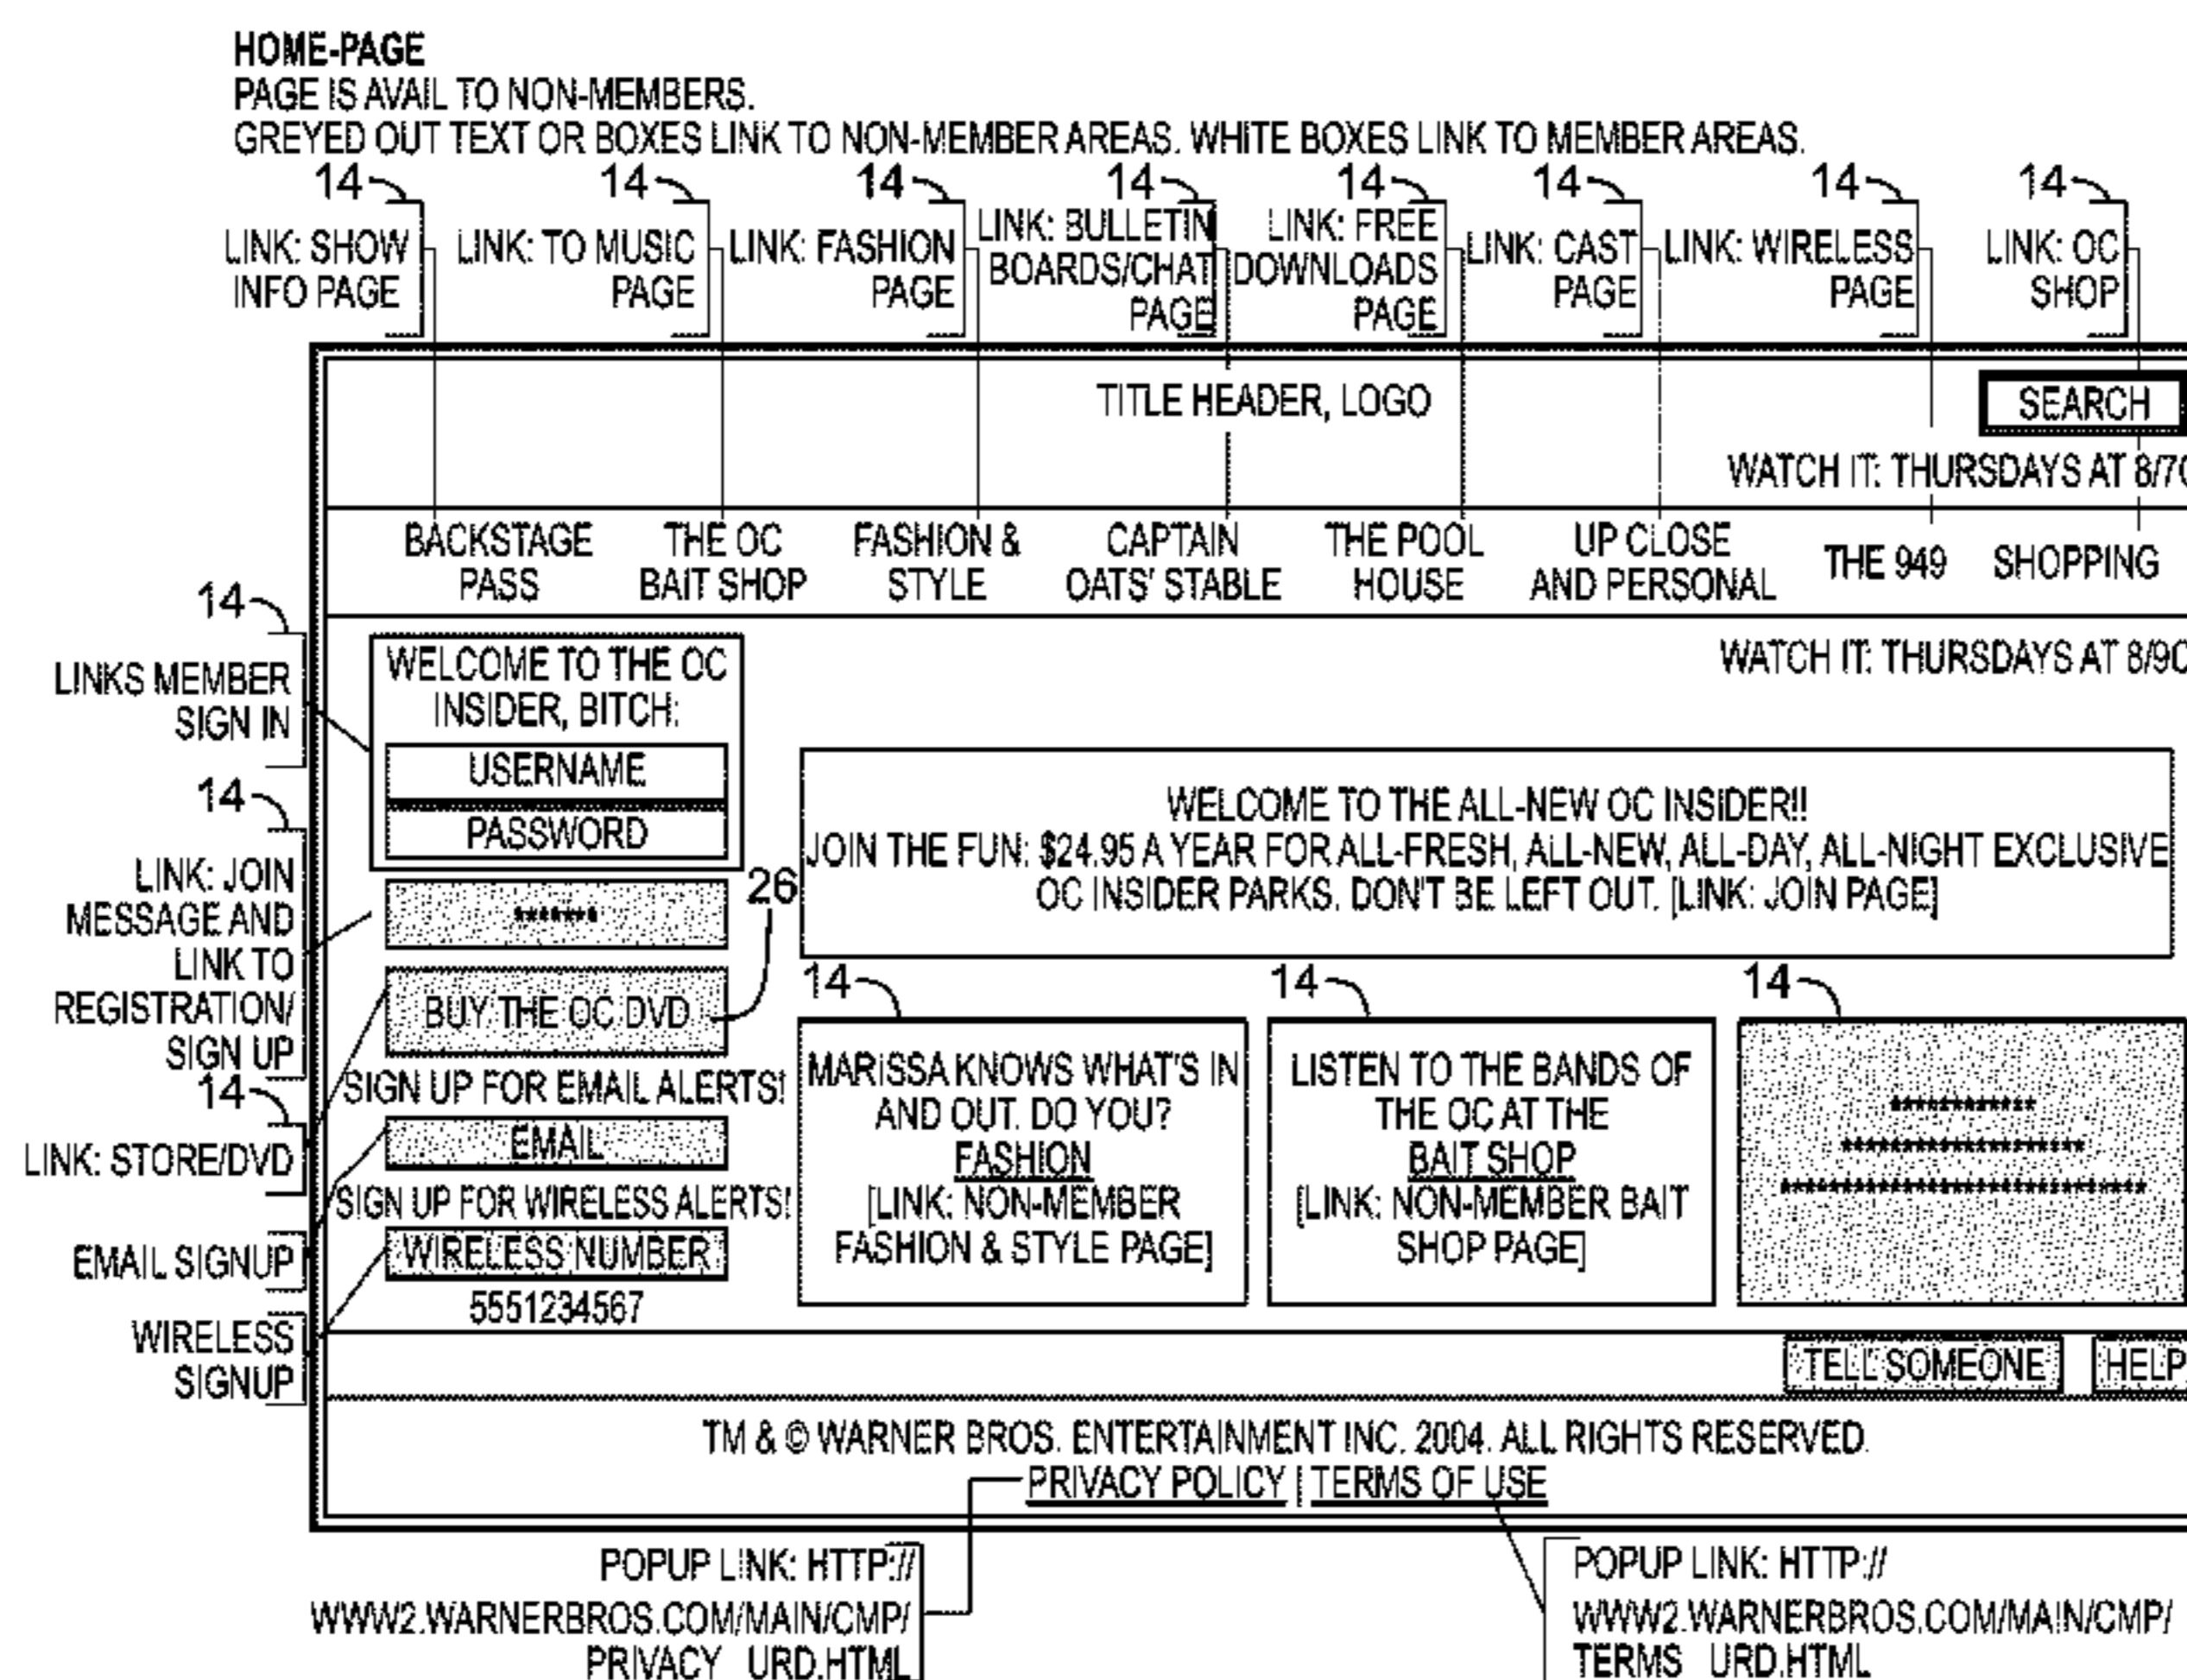 HOME-PAGE
PAGE IS AVAIL TO NON-MEMBERS.
GREYED OUT TEXT OR BOXES LINK TO NON-MEMBER AREAS. WHITE BOXES LINK TO MEMBER AREAS.
14 14 14 14 14 14 14 14
LINK: SHOW
INFO PAGE
LINK: TO MUSIC
PAGE
LINK: FASHION
PAGE
LINK: BULLETIN
BOARDS/CHAT
PAGE
LINK: FREE
DOWNLOADS
PAGE
LINK: CAST
PAGE
LINK: WIRELESS
PAGE
LINK: OC
SHOP
TITLE HEADER, LOGO
SEARCH
WATCH IT: THURSDAYS AT 8/7C
BACKSTAGE
PASS
THE OC
BAIT SHOP
FASHION &
STYLE
CAPTAIN
OATS' STABLE
THE POOL
HOUSE
UP CLOSE
AND PERSONAL
THE 949
SHOPPING
14
LINKS MEMBER
SIGN IN
WELCOME TO THE OC
INSIDER, BITCH:
USERNAME
PASSWORD
WATCH IT: THURSDAYS AT 8/9C
WELCOME TO THE ALL-NEW OC INSIDER!!
JOIN THE FUN: $24.95 A YEAR FOR ALL-FRESH, ALL-NEW, ALL-DAY, ALL-NIGHT EXCLUSIVE
OC INSIDER PARKS. DON'T BE LEFT OUT. [LINK: JOIN PAGE]
14
LINK: JOIN
MESSAGE AND
LINK TO
REGISTRATION/
SIGN UP
*******
26
BUY THE OC DVD
14
LINK: STORE/DVD
SIGN UP FOR EMAIL ALERTS!
EMAIL
EMAIL SIGNUP
SIGN UP FOR WIRELESS ALERTS!
WIRELESS NUMBER
5551234567
WIRELESS
SIGNUP
14
MARISSA KNOWS WHAT'S IN
AND OUT. DO YOU?
FASHION
[LINK: NON-MEMBER
FASHION & STYLE PAGE]
14
LISTEN TO THE BANDS OF
THE OC AT THE
BAIT SHOP
[LINK: NON-MEMBER BAIT
SHOP PAGE]
14
************
********************
******************************
TELL SOMEONE
HELP
TM & © WARNER BROS. ENTERTAINMENT INC. 2004. ALL RIGHTS RESERVED.
PRIVACY POLICY | TERMS OF USE
POPUP LINK: HTTP://
WWW2.WARNERBROS.COM/MAIN/CMP/
PRIVACY_URD.HTML
POPUP LINK: HTTP://
WWW2.WARNERBROS.COM/MAIN/CMP/
TERMS_URD.HTML